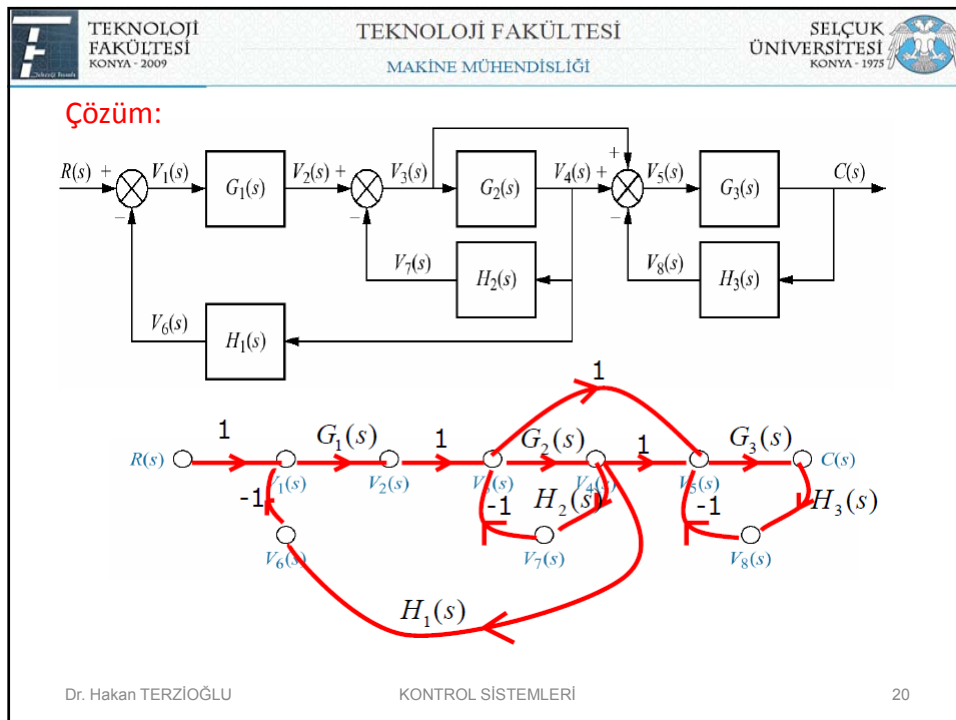 TEKNOLOJİ FAKÜLTESİ
KONYA - 2009
TEKNOLOJİ FAKÜLTESİ
MAKİNE MÜHENDİSLİĞİ
SELÇUK ÜNİVERSİTESİ
KONYA - 1975
Çözüm:
R(s) + V₁(s) G₁(s) V₂(s) + V₃(s) G₂(s) V₄(s) + + V₅(s) G₃(s) C(s)
− − −
V₇(s) H₂(s) V₈(s) H₃(s)
V₆(s) H₁(s)
1
1 G₁(s) 1 G₂(s) 1 G₃(s)
R(s) V₁(s) V₂(s) V₃(s) V₄(s) V₅(s) C(s)
-1 -1 H₂(s) -1 H₃(s)
V₆(s) V₇(s) V₈(s)
H₁(s)
Dr. Hakan TERZİOĞLU KONTROL SİSTEMLERİ 20